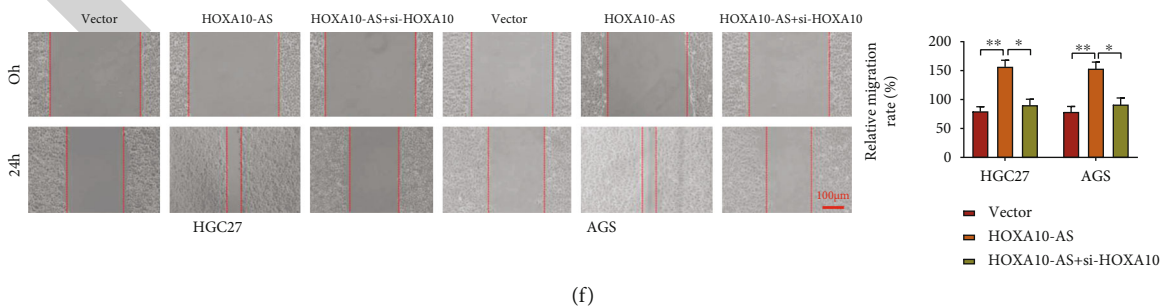 Vector HOXA10-AS HOXA10-AS+si-HOXA10 Vector HOXA10-AS HOXA10-AS+si-HOXA10
0h
24h
100μm
HGC27 AGS
Relative migration
rate (%)
200
150
100
50
0
** * ** *
HGC27 AGS
Vector
HOXA10-AS
HOXA10-AS+si-HOXA10
(f)